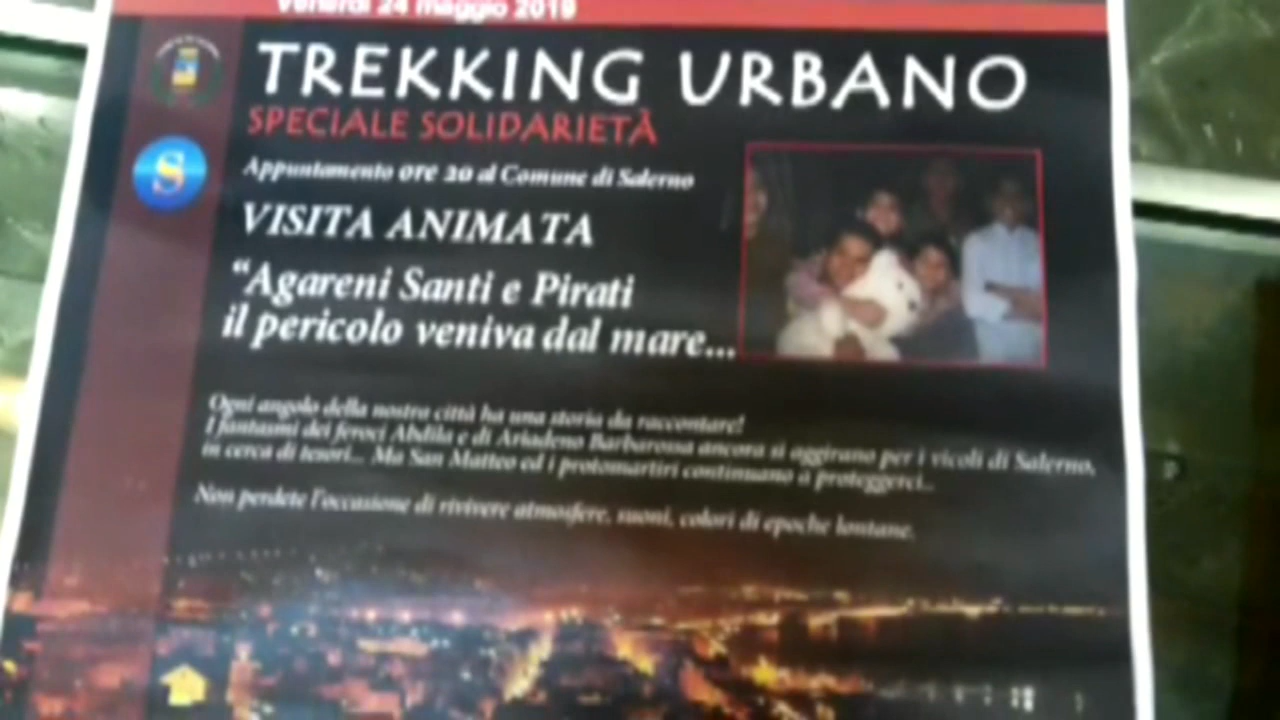 Venerdì 24 maggio 2019
TREKKING URBANO
SPECIALE SOLIDARIETÀ
S
Appuntamento ore 20 al Comune di Salerno
VISITA ANIMATA
“Agareni Santi e Pirati
il pericolo veniva dal mare...
Ogni angolo della nostra città ha una storia da raccontare!
I fantasmi dei feroci Abdila e di Ariadeno Barbarossa ancora si aggirano per i vicoli di Salerno,
in cerca di tesori... Ma San Matteo ed i protomartiri continuano a proteggerci...
Non perdete l'occasione di rivivere atmosfere, suoni, colori di epoche lontane.